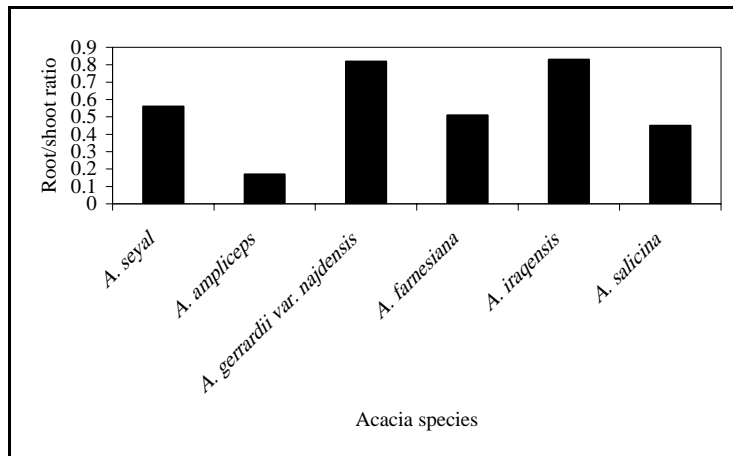 Root/shoot ratio
0.9
0.8
0.7
0.6
0.5
0.4
0.3
0.2
0.1
0
A. seyal
A. ampliceps
A. gerrardii var. najdensis
A. farnesiana
A. iraqensis
A. salicina
Acacia species